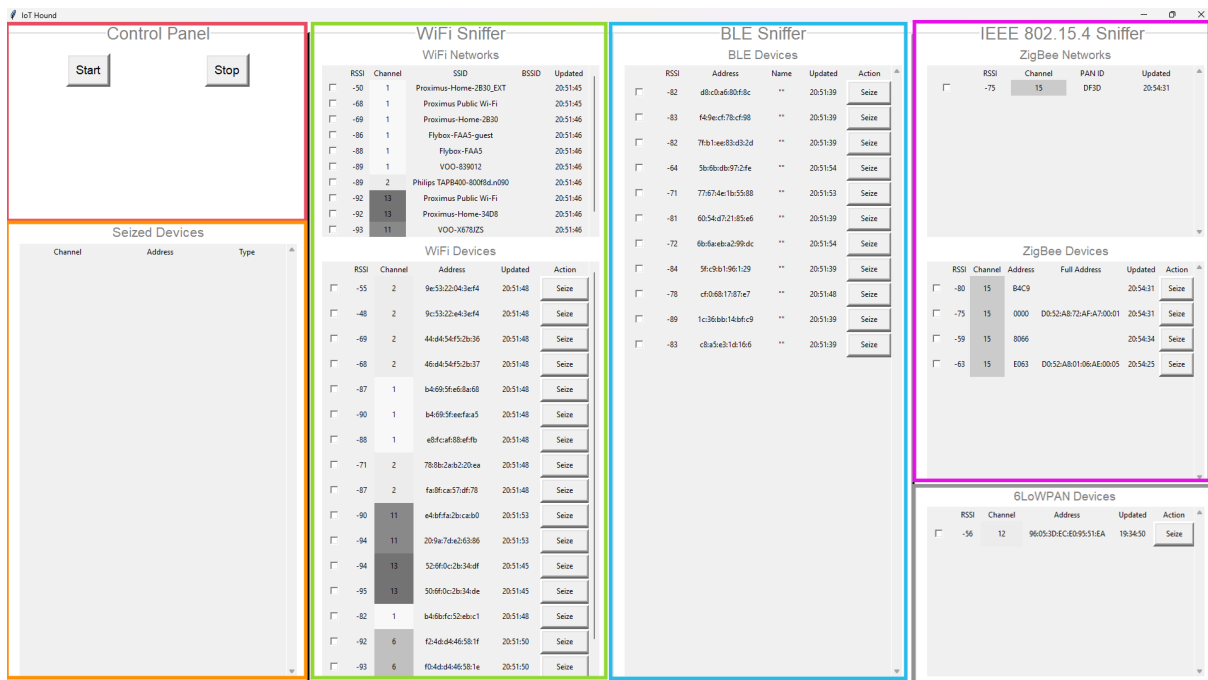 IoT Hound
Control Panel
Start Stop
Seized Devices
Channel Address Type
WiFi Sniffer
WiFi Networks
RSSI Channel SSID BSSID Updated
-50 1 Proximus-Home-2B30_EXT 20:51:45
-68 1 Proximus Public Wi-Fi 20:51:45
-69 1 Proximus-Home-2B30 20:51:46
-86 1 Flybox-FAA5-guest 20:51:46
-88 1 Flybox-FAA5 20:51:46
-89 1 VOO-839012 20:51:46
-89 2 Philips TAPB400-800f8d.n090 20:51:46
-92 13 Proximus Public Wi-Fi 20:51:46
-92 13 Proximus-Home-34D8 20:51:46
-93 11 VOO-X678JZS 20:51:46
WiFi Devices
RSSI Channel Address Updated Action
-55 2 9e:53:22:04:3e:f4 20:51:48 Seize
-48 2 9c:53:22:e4:3e:f4 20:51:48 Seize
-69 2 44:d4:54:f5:2b:36 20:51:48 Seize
-68 2 46:d4:54:f5:2b:37 20:51:48 Seize
-87 1 b4:69:5f:e6:8a:68 20:51:48 Seize
-90 1 b4:69:5f:ee:fa:a5 20:51:48 Seize
-88 1 e8:fc:af:88:ef:fb 20:51:48 Seize
-71 2 78:8b:2a:b2:20:ea 20:51:48 Seize
-87 2 fa:8f:ca:57:df:78 20:51:48 Seize
-90 11 e4:bf:fa:2b:ca:b0 20:51:53 Seize
-94 11 20:9a:7d:e2:63:86 20:51:53 Seize
-94 13 52:6f:0c:2b:34:df 20:51:45 Seize
-95 13 50:6f:0c:2b:34:de 20:51:45 Seize
-82 1 b4:6b:fc:52:eb:c1 20:51:48 Seize
-92 6 f2:4d:d4:46:58:1f 20:51:50 Seize
-93 6 f0:4d:d4:46:58:1e 20:51:50 Seize
BLE Sniffer
BLE Devices
RSSI Address Name Updated Action
-82 d8:c0:a6:80:f:8c "" 20:51:39 Seize
-83 f4:9e:cf:78:cf:98 "" 20:51:39 Seize
-82 7f:b1:ee:83:d3:2d "" 20:51:39 Seize
-64 5b:6b:db:97:2:fe "" 20:51:54 Seize
-71 77:67:4e:1b:55:88 "" 20:51:53 Seize
-81 60:54:d7:21:85:e6 "" 20:51:39 Seize
-72 6b:6a:eb:a2:99:dc "" 20:51:54 Seize
-84 5f:c9:b1:96:1:29 "" 20:51:39 Seize
-78 cf:0:68:17:87:e7 "" 20:51:48 Seize
-89 1c:36:bb:14:bf:c9 "" 20:51:39 Seize
-83 c8:a5:e3:1d:16:6 "" 20:51:39 Seize
IEEE 802.15.4 Sniffer
ZigBee Networks
RSSI Channel PAN ID Updated
-75 15 DF3D 20:54:31
ZigBee Devices
RSSI Channel Address Full Address Updated Action
-80 15 B4C9 20:54:31 Seize
-75 15 0000 D0:52:A8:72:AF:A7:00:01 20:54:31 Seize
-59 15 8066 20:54:34 Seize
-63 15 E063 D0:52:A8:01:06:AE:00:05 20:54:25 Seize
6LoWPAN Devices
RSSI Channel Address Updated Action
-56 12 96:05:3D:EC:E0:95:51:EA 19:34:50 Seize